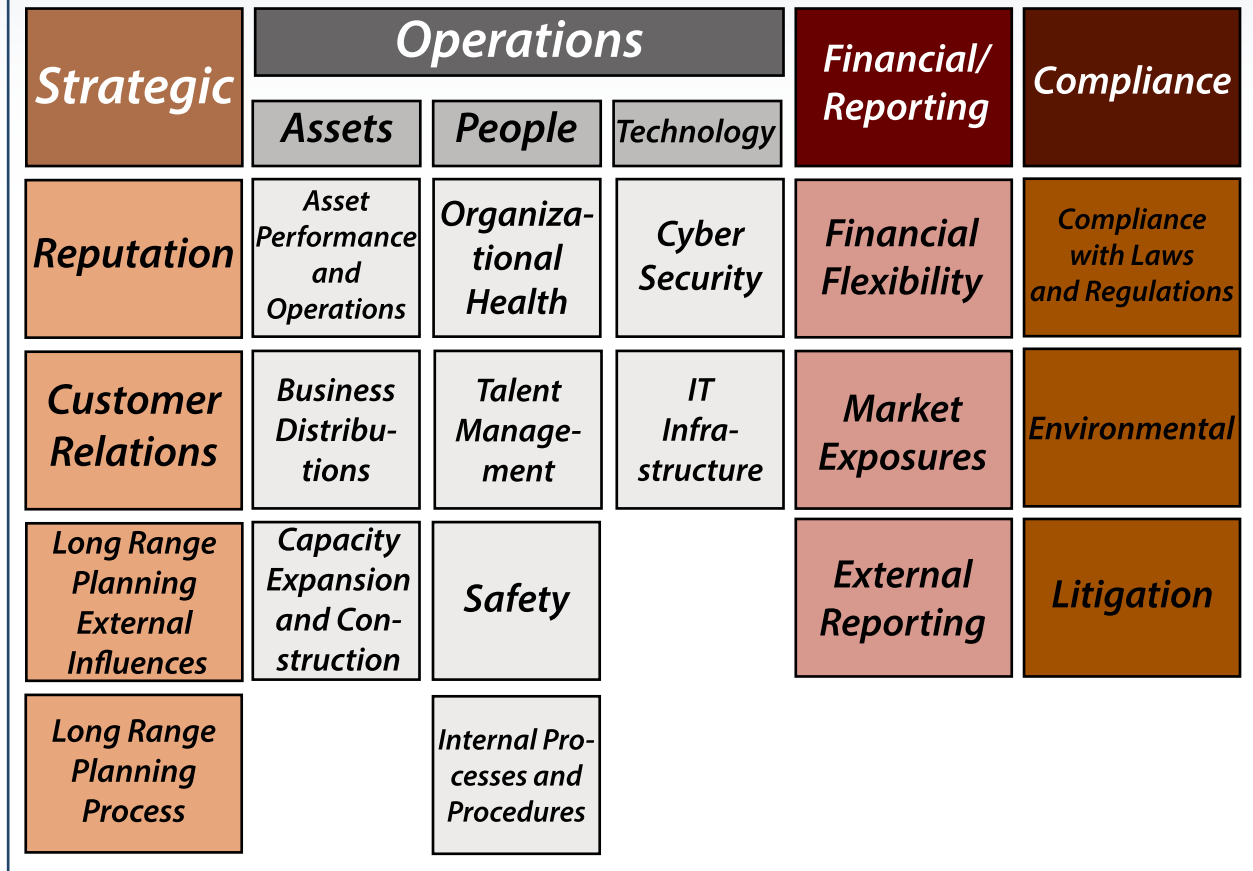 Strategic
Operations
Assets
People
Technology
Financial/
Reporting
Compliance
Reputation
Asset
Performance
and
Operations
Organiza-
tional
Health
Cyber
Security
Financial
Flexibility
Compliance
with Laws
and Regulations
Customer
Relations
Business
Distribu-
tions
Talent
Manage-
ment
IT
Infra-
structure
Market
Exposures
Environmental
Long Range
Planning
External
Influences
Capacity
Expansion
and Con-
struction
Safety
External
Reporting
Litigation
Long Range
Planning
Process
Internal Pro-
cesses and
Procedures